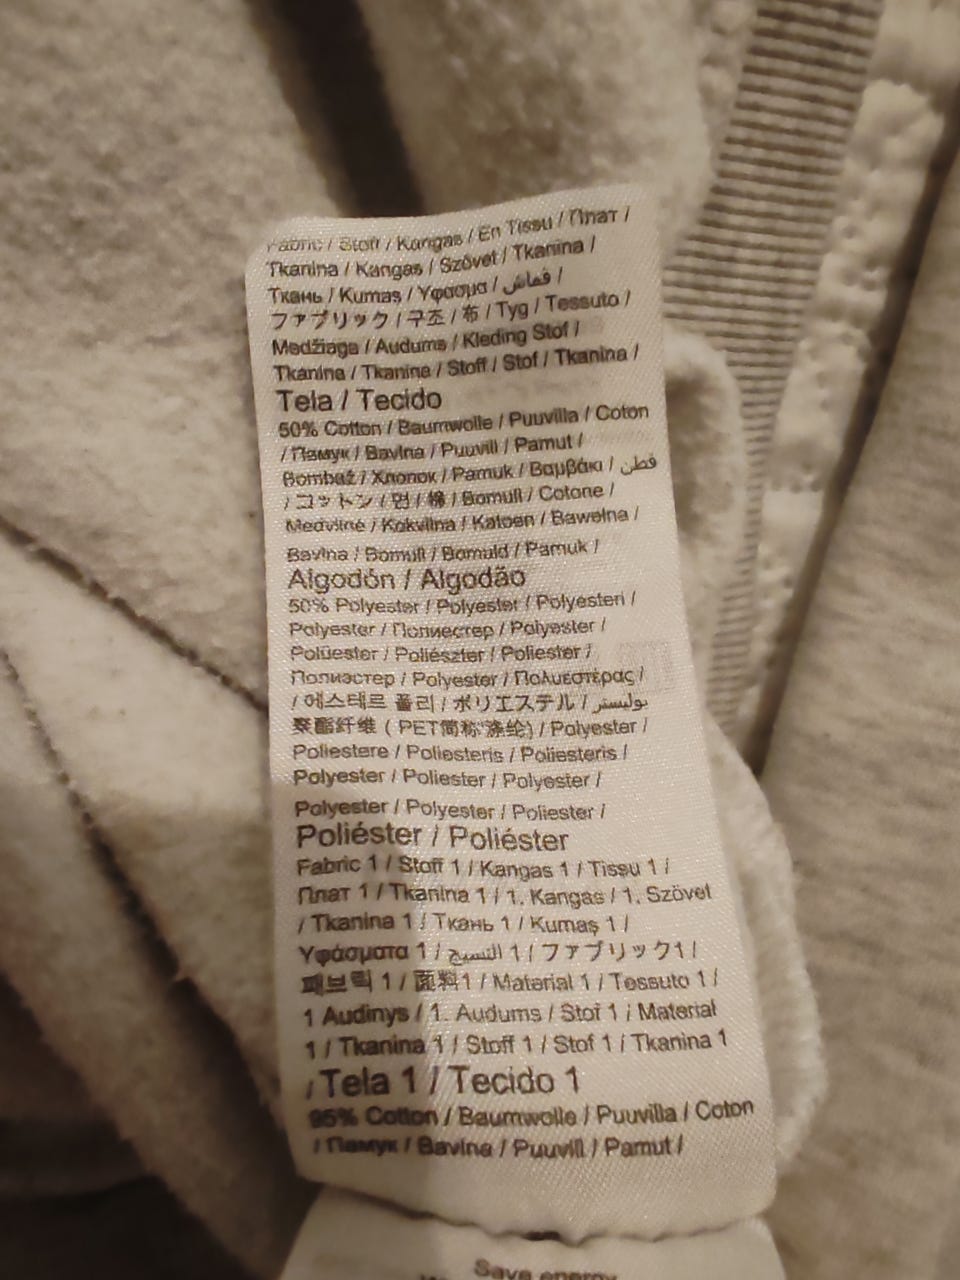 Fabric / Stoff / Kangas / En Tissu / Плат /
Tkanina / Kangas / Szövet / Tkanina /
Ткань / Kumaş / Υφασμα / قماش /
ファブリック / 구조 / 布 / Tyg / Tessuto /
Medžiaga / Audums / Kleding Stof /
Tkanina / Tkanina / Stoff / Stof / Tkanina /
Tela / Tecido
50% Cotton / Baumwolle / Puuvilla / Coton
/ Памук / Bavlna / Puuvill / Pamut /
Bombaž / Хлопок / Pamuk / Βαμβάκι / قطن
/ コットン / 면 / 棉 / Bomull / Cotone /
Medvilnė / Kokvilna / Katoen / Bawełna /
Bavlna / Bomull / Bomuld / Pamuk /
Algodón / Algodão
50% Polyester / Polyester / Polyesteri /
Polyester / Полиестер / Polyester /
Polüester / Poliészter / Poliester /
Полиэстер / Polyester / Πολυεστέρας /
/ 에스테르 폴리 / ポリエステル / بوليستر
聚酯纤维 ( PET简称"涤纶) / Polyester /
Poliestere / Poliesteris / Poliesteris /
Polyester / Poliester / Polyester /
Polyester / Polyester / Poliester /
Poliéster / Poliéster
Fabric 1 / Stoff 1 / Kangas 1 / Tissu 1 /
Плат 1 / Tkanina 1 / 1. Kangas / 1. Szövet
/ Tkanina 1 / Ткань 1 / Kumaş 1 /
Υφάσματα 1 / النسيج 1 / ファブリック1 /
패브릭 1 / 面料1 / Material 1 / Tessuto 1 /
1 Audinys / 1. Audums / Stof 1 / Material
1 / Tkanina 1 / Stoff 1 / Stof 1 / Tkanina 1
/ Tela 1 / Tecido 1
95% Cotton / Baumwolle / Puuvilla / Coton
/ Памук / Bavlna / Puuvill / Pamut /
Save energy